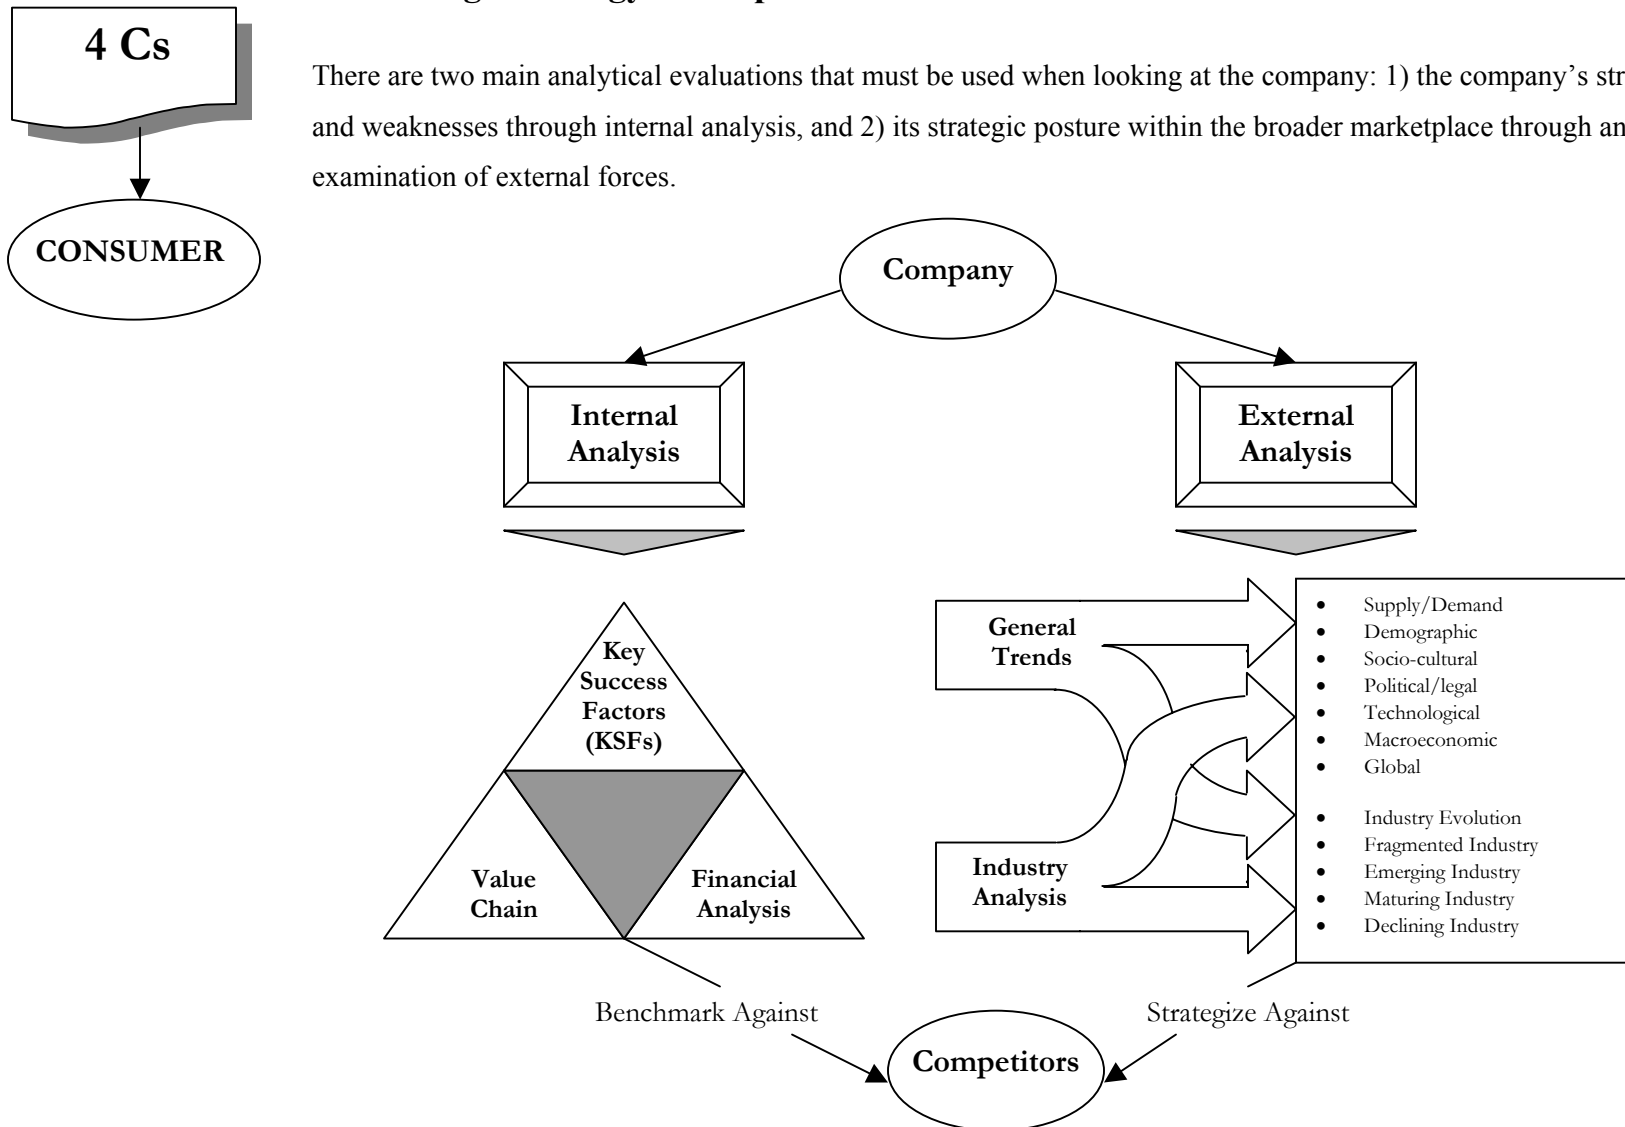 4 Cs
There are two main analytical evaluations that must be used when looking at the company: 1) the company’s
and weaknesses through internal analysis, and 2) its strategic posture within the broader marketplace through an
examination of external forces.
CONSUMER
Company
Internal
Analysis
External
Analysis
Key
Success
Factors
(KSFs)
Value
Chain
Financial
Analysis
General
Trends
Industry
Analysis
• Supply/Demand
• Demographic
• Socio-cultural
• Political/legal
• Technological
• Macroeconomic
• Global
• Industry Evolution
• Fragmented Industry
• Emerging Industry
• Maturing Industry
• Declining Industry
Benchmark Against
Strategize Against
Competitors